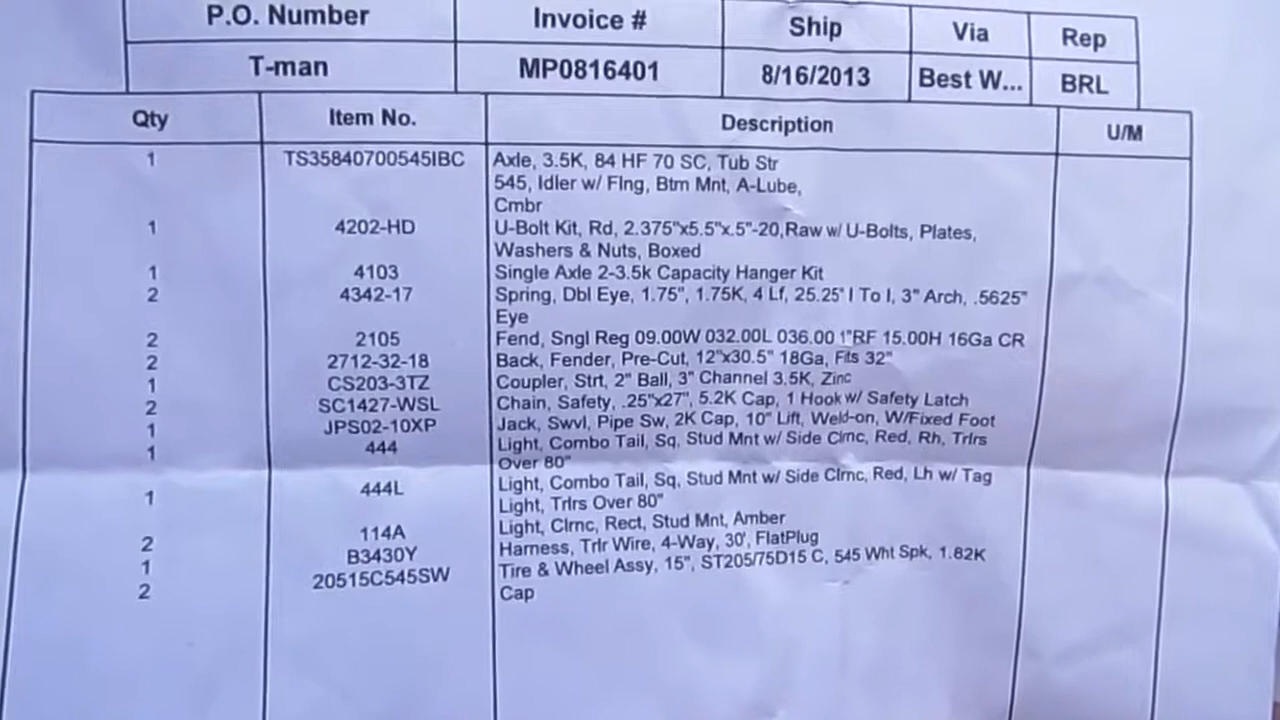 P.O. Number Invoice # Ship Via Rep
T-man MP0816401 8/16/2013 Best W... BRL
Qty Item No. Description U/M
1 TS35840700545IBC Axle, 3.5K, 84 HF 70 SC, Tub Str
545, Idler w/ Flng, Btm Mnt, A-Lube,
Cmbr
1 4202-HD U-Bolt Kit, Rd, 2.375"x5.5"x.5"-20,Raw w/ U-Bolts, Plates,
Washers & Nuts, Boxed
1 4103 Single Axle 2-3.5k Capacity Hanger Kit
2 4342-17 Spring, Dbl Eye, 1.75", 1.75K, 4 Lf, 25.25" I To I, 3" Arch, .5625"
Eye
2 2105 Fend, Sngl Reg 09.00W 032.00L 036.00 1"RF 15.00H 16Ga CR
2 2712-32-18 Back, Fender, Pre-Cut, 12"x30.5" 18Ga, Fits 32"
1 CS203-3TZ Coupler, Strt, 2" Ball, 3" Channel 3.5K, Zinc
2 SC1427-WSL Chain, Safety, .25"x27", 5.2K Cap, 1 Hook w/ Safety Latch
1 JPS02-10XP Jack, Swvl, Pipe Sw, 2K Cap, 10" Lift, Weld-on, W/Fixed Foot
1 444 Light, Combo Tail, Sq, Stud Mnt w/ Side Clrnc, Red, Rh, Trlrs
Over 80"
1 444L Light, Combo Tail, Sq, Stud Mnt w/ Side Clrnc, Red, Lh w/ Tag
Light, Trlrs Over 80"
2 114A Light, Clrnc, Rect, Stud Mnt, Amber
1 B3430Y Harness, Trlr Wire, 4-Way, 30', FlatPlug
2 20515C545SW Tire & Wheel Assy, 15", ST205/75D15 C, 545 Wht Spk, 1.82K
Cap